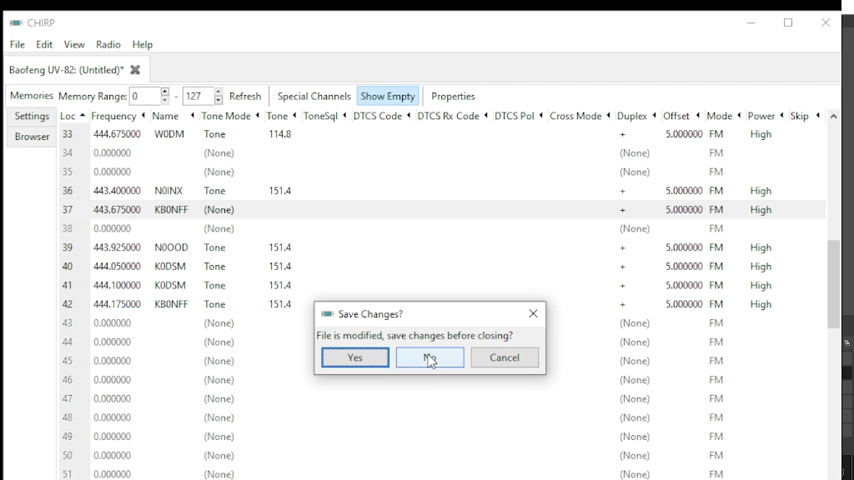 CHIRP
File Edit View Radio Help
Baofeng UV-82: (Untitled)*
Memories Memory Range: 0 - 127 Refresh Special Channels Show Empty Properties
Settings
Browser
Loc Frequency Name Tone Mode Tone ToneSql DTCS Code DTCS Rx Code DTCS Pol Cross Mode Duplex Offset Mode Power Skip
33 444.675000 W0DM Tone 114.8 + 5.000000 FM High
34 0.000000 (None) (None) FM
35 0.000000 (None) (None) FM
36 443.400000 N0INX Tone 151.4 + 5.000000 FM High
37 443.675000 KB0NFF (None) + 5.000000 FM High
38 0.000000 (None) (None) FM
39 443.925000 N0OOD Tone 151.4 + 5.000000 FM High
40 444.050000 K0DSM Tone 151.4 + 5.000000 FM High
41 444.100000 K0DSM Tone 151.4 + 5.000000 FM High
42 444.175000 KB0NFF Tone 151.4 + 5.000000 FM High
43 0.000000 (None) (None) FM
44 0.000000 (None) (None) FM
45 0.000000 (None) (None) FM
46 0.000000 (None) (None) FM
47 0.000000 (None) (None) FM
48 0.000000 (None) (None) FM
49 0.000000 (None) (None) FM
50 0.000000 (None) (None) FM
51 0.000000 (None) (None) FM
Save Changes?
File is modified, save changes before closing?
Yes No Cancel